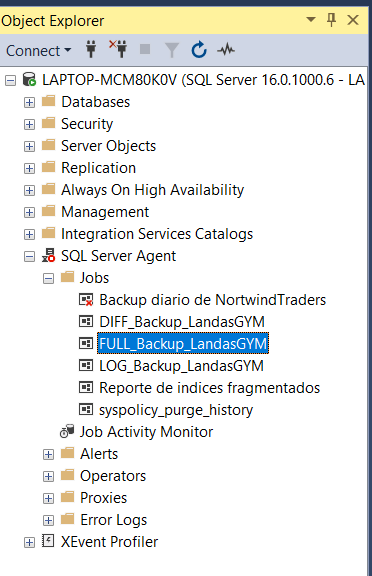 Object Explorer
Connect
LAPTOP-MCM80K0V (SQL Server 16.0.1000.6 - LA
Databases
Security
Server Objects
Replication
Always On High Availability
Management
Integration Services Catalogs
SQL Server Agent
Jobs
Backup diario de NortwindTraders
DIFF_Backup_LandasGYM
FULL_Backup_LandasGYM
LOG_Backup_LandasGYM
Reporte de indices fragmentados
syspolicy_purge_history
Job Activity Monitor
Alerts
Operators
Proxies
Error Logs
XEvent Profiler